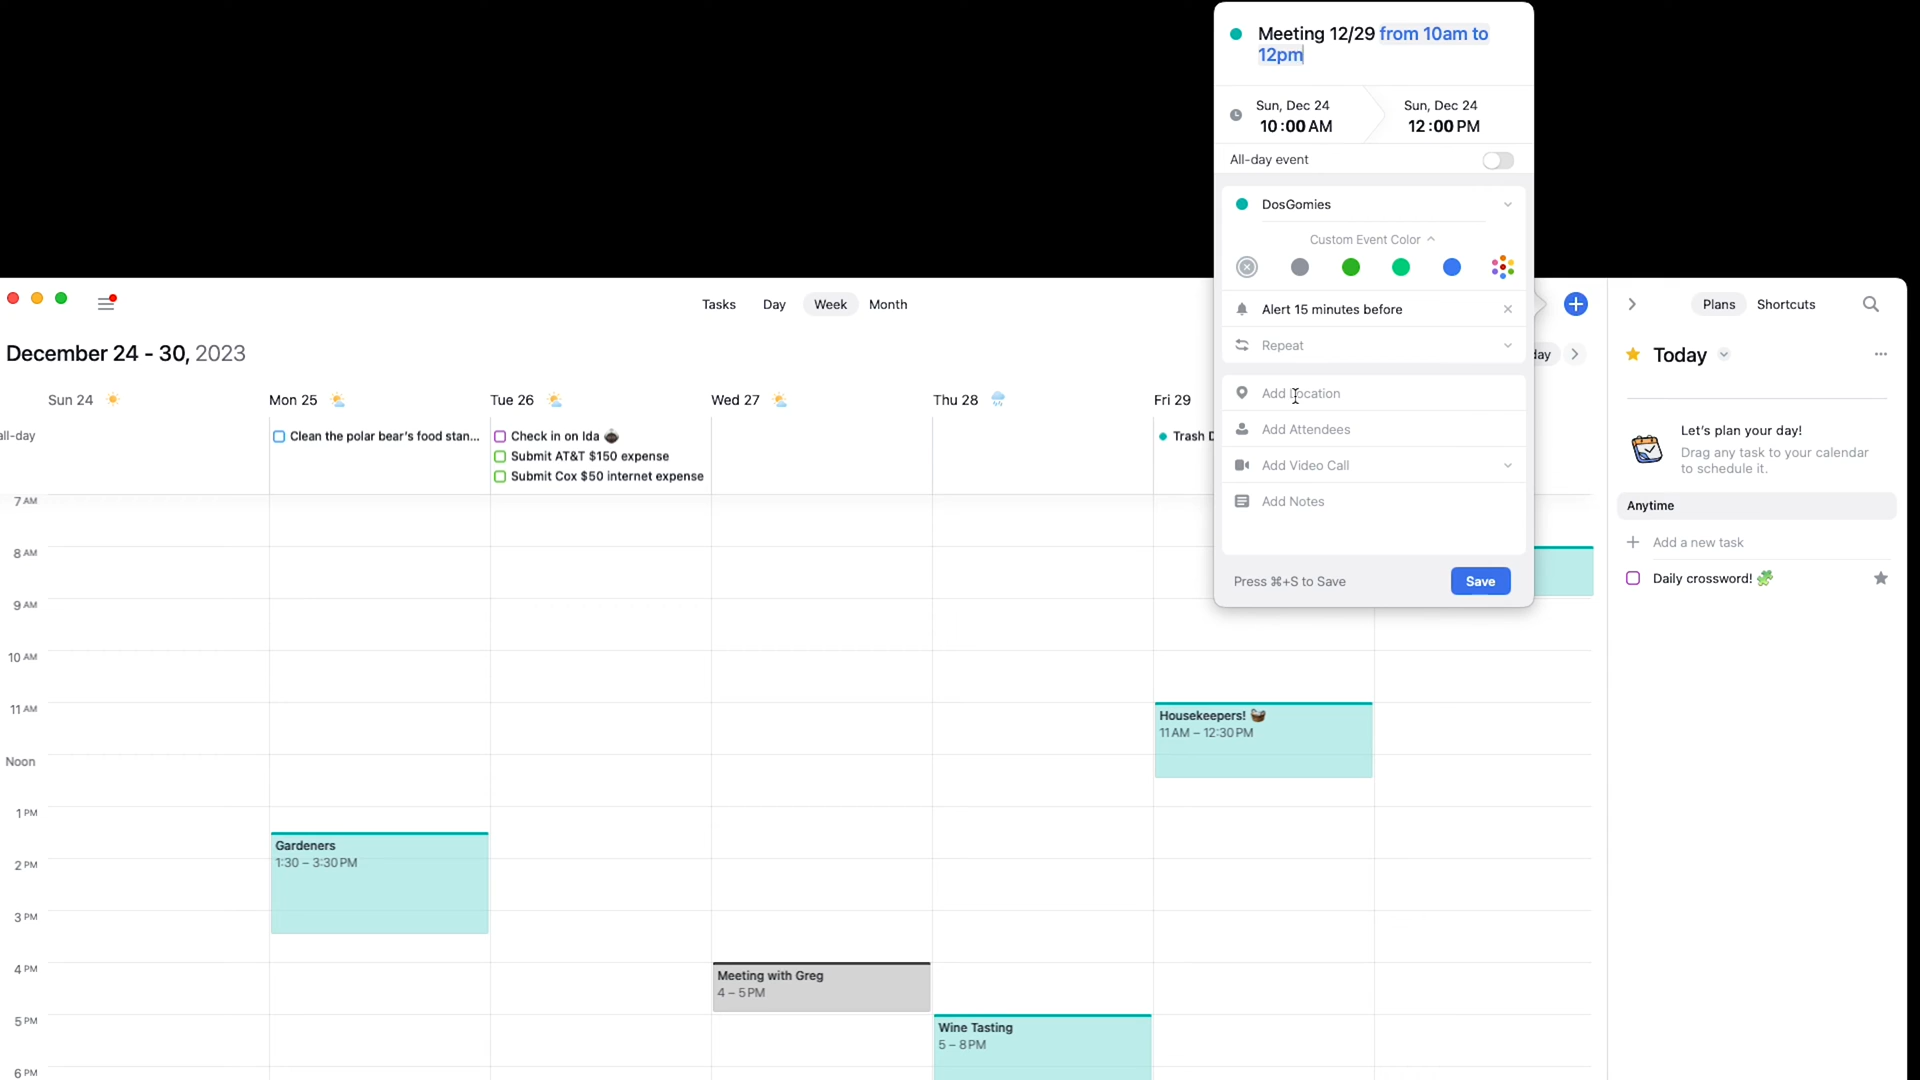 Meeting 12/29 from 10am to
12pm
Sun, Dec 24
10:00 AM
Sun, Dec 24
12:00 PM
All-day event
DosGomies
Custom Event Color
Alert 15 minutes before
Repeat
Add Location
Add Attendees
Add Video Call
Add Notes
Press ⌘+S to Save
Save
Tasks
Day
Week
Month
December 24 - 30, 2023
Sun 24
Mon 25
Tue 26
Wed 27
Thu 28
Fri 29
Clean the polar bear's food stan...
Check in on Ida
Submit AT&T $150 expense
Submit Cox $50 internet expense
Trash
7 AM
8 AM
9 AM
10 AM
11 AM
Noon
1 PM
2 PM
3 PM
4 PM
5 PM
6 PM
Gardeners
1:30 – 3:30 PM
Meeting with Greg
4 – 5 PM
Wine Tasting
5 – 8 PM
Housekeepers!
11 AM – 12:30 PM
Plans
Shortcuts
Today
Let's plan your day!
Drag any task to your calendar
to schedule it.
Anytime
Add a new task
Daily crossword!